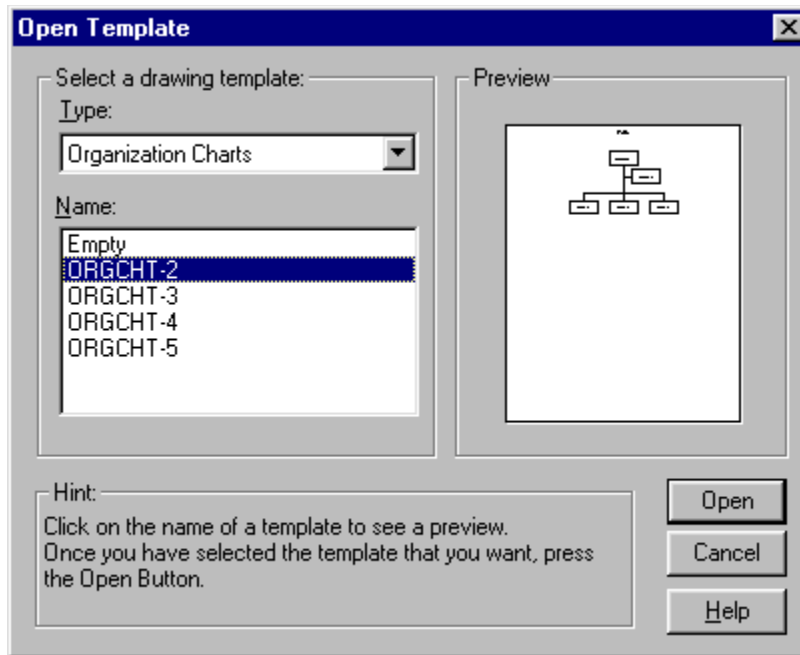 Open Template
Select a drawing template:
Type:
Organization Charts
Name:
Empty
ORGCHT-2
ORGCHT-3
ORGCHT-4
ORGCHT-5
Preview
Hint:
Click on the name of a template to see a preview.
Once you have selected the template that you want, press
the Open Button.
Open
Cancel
Help